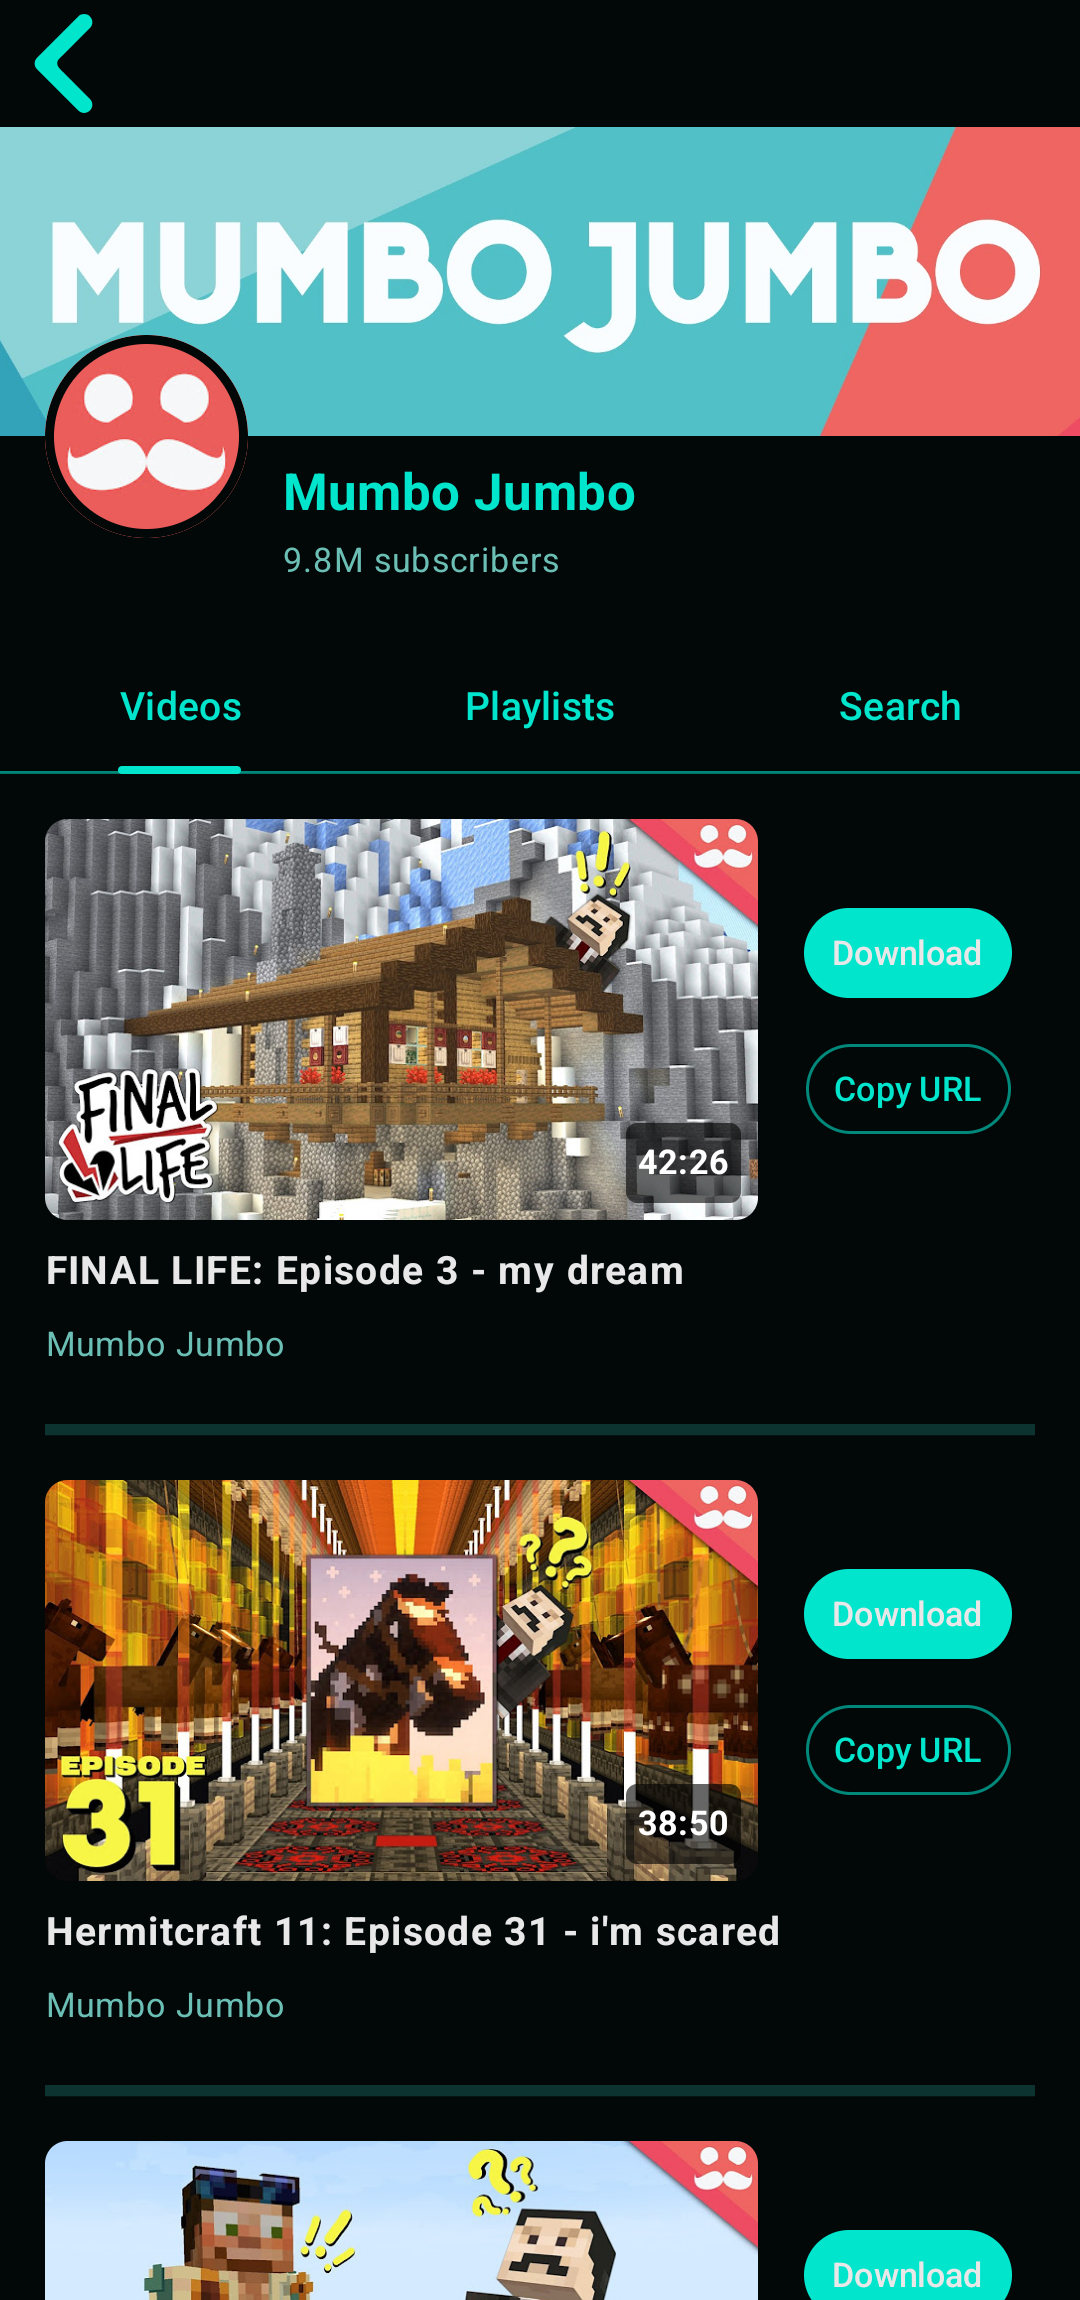 MUMBO JUMBO
Mumbo Jumbo
9.8M subscribers
Videos
Playlists
Search
!!!
FINAL
LIFE
42:26
Download
Copy URL
FINAL LIFE: Episode 3 - my dream
Mumbo Jumbo
???
EPISODE
31
38:50
Download
Copy URL
Hermitcraft 11: Episode 31 - i'm scared
Mumbo Jumbo
???
!!
Download